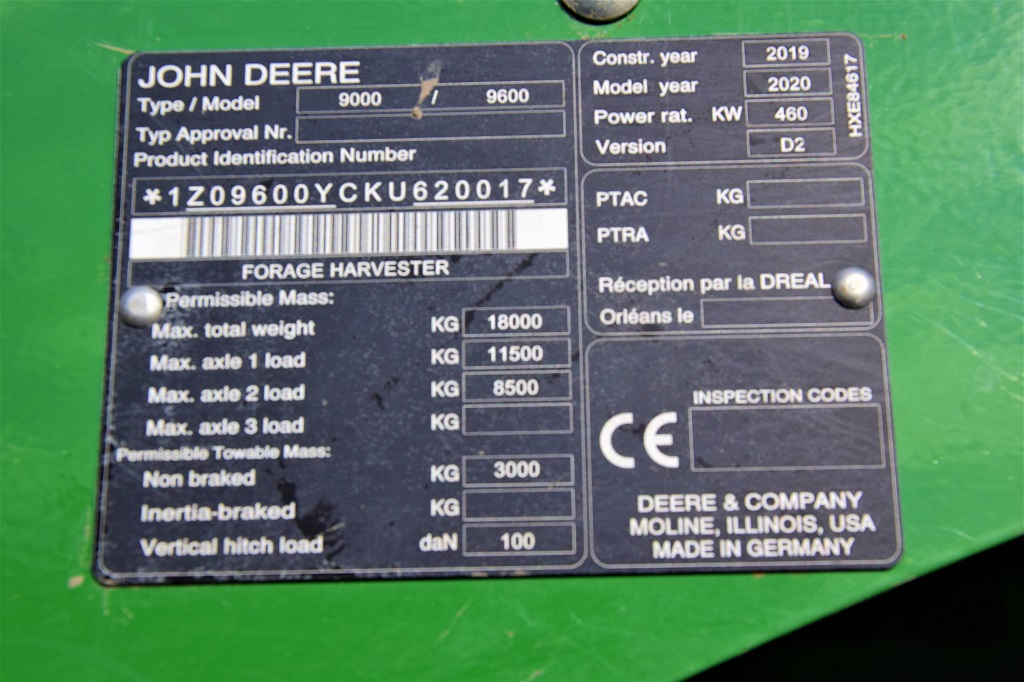 JOHN DEERE
Type / Model 9000 / 9600
Typ Approval Nr.
Product Identification Number
*1Z09600YCKU620017*
FORAGE HARVESTER
Permissible Mass:
Max. total weight KG 18000
Max. axle 1 load KG 11500
Max. axle 2 load KG 8500
Max. axle 3 load KG
Permissible Towable Mass:
Non braked KG 3000
Inertia-braked KG
Vertical hitch load daN 100
Constr. year 2019
Model year 2020
Power rat. KW 460
Version D2
HXE84617
PTAC KG
PTRA KG
Réception par la DREAL
Orléans le
INSPECTION CODES
CE
DEERE & COMPANY
MOLINE, ILLINOIS, USA
MADE IN GERMANY